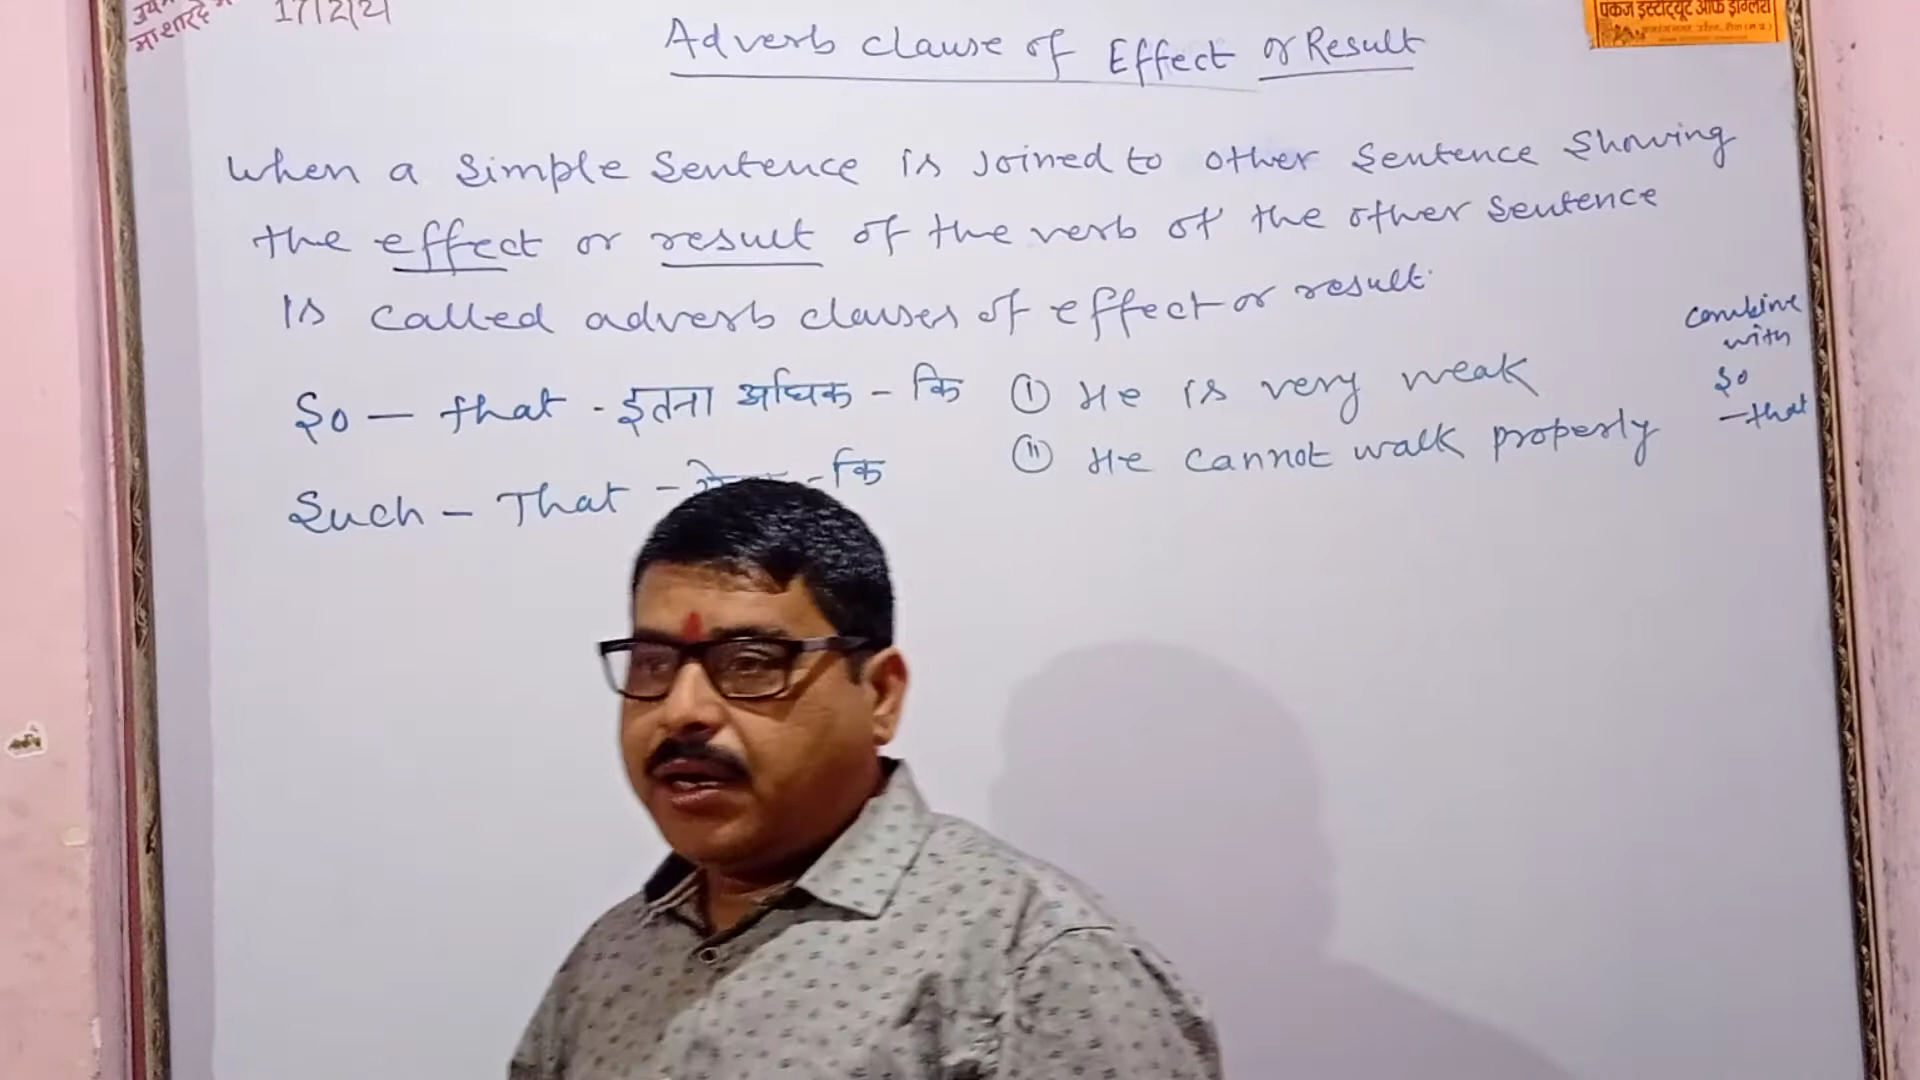 माशारदे
17/2/21
पंकज इंस्टीट्यूट ऑफ इंग्लिश
Adverb clause of Effect or Result
When a simple sentence is Joined to other sentence showing
the effect or result of the verb of the other sentence
is called adverb clauses of effect or result.
So – that - इतना अधिक - कि
Such – That - - कि
① He is very weak
② He cannot walk properly
combine
with
so
–that